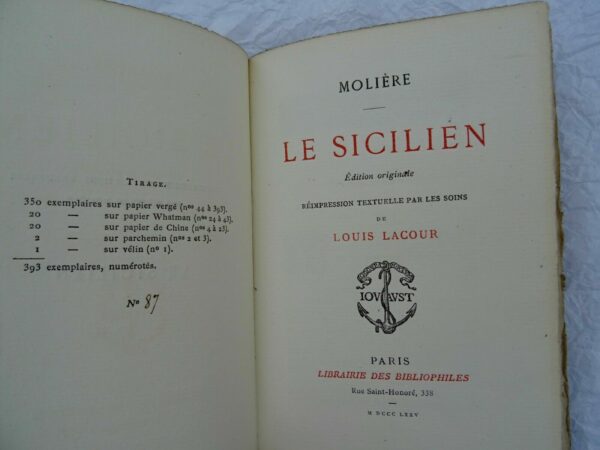 TIRAGE.
350 exemplaires sur papier vergé (nos 44 à 393).
20 — sur papier Whatman (nos 24 à 43).
20 — sur papier de Chine (nos 4 à 23).
2 — sur parchemin (nos 2 et 3).
1 — sur vélin (no 1).
393 exemplaires, numérotés.
No 87
MOLIÈRE
LE SICILIEN
Édition originale
RÉIMPRESSION TEXTUELLE PAR LES SOINS
DE
LOUIS LACOUR
IOV AVST
PARIS
LIBRAIRIE DES BIBLIOPHILES
Rue Saint-Honoré, 338
M DCCC LXXV